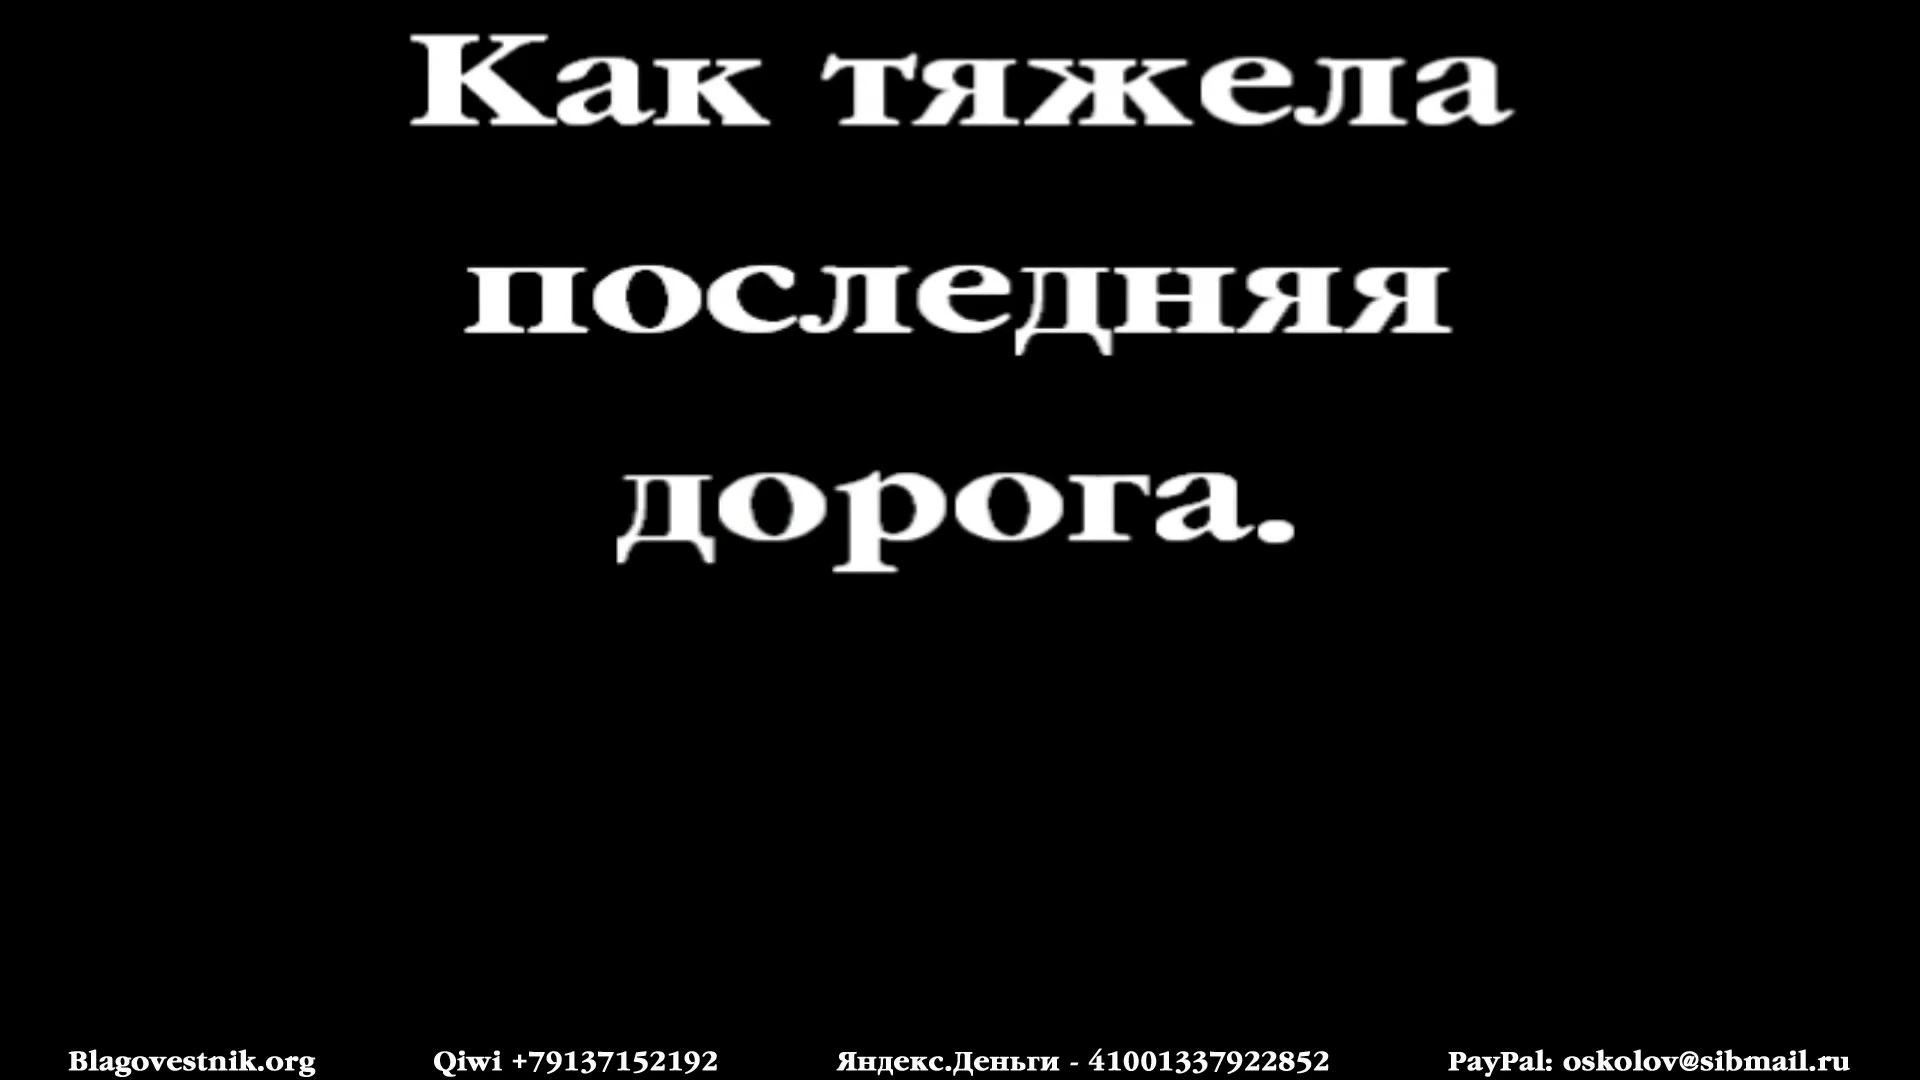 Как тяжела
последняя
дорога.
Blagovestnik.org Qiwi +79137152192 Яндекс.Деньги - 41001337922852 PayPal: oskolov@sibmail.ru